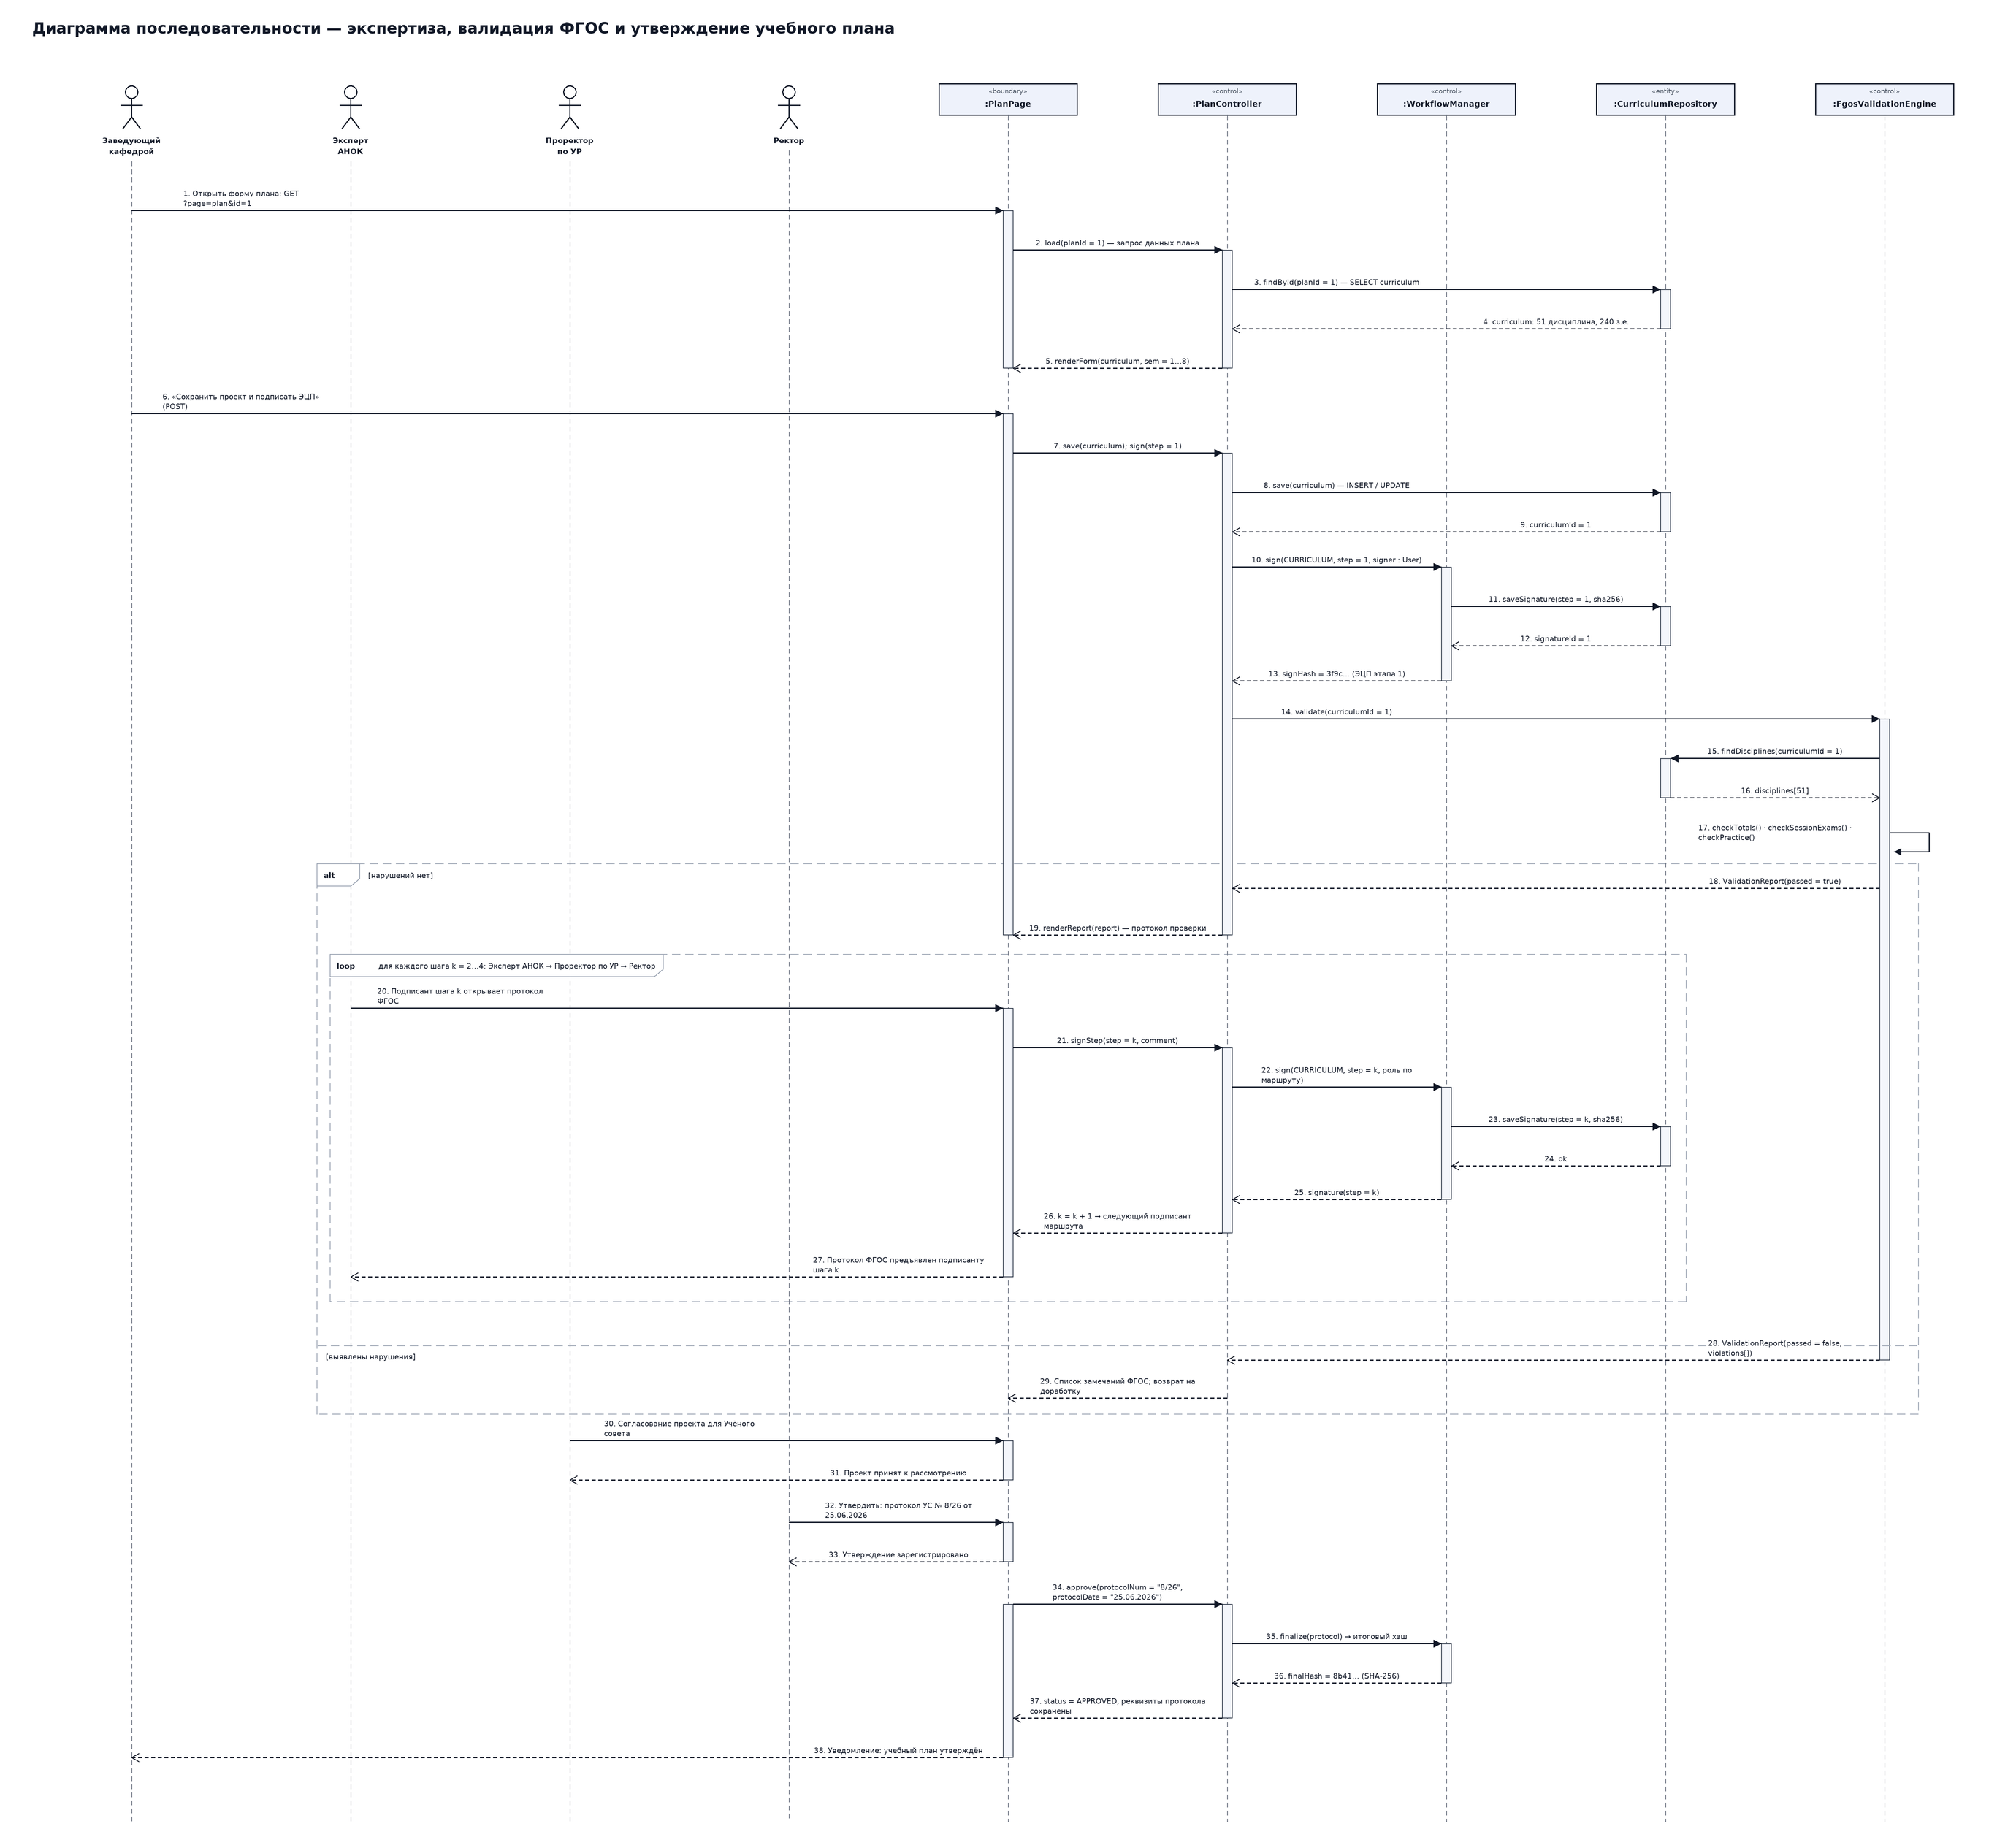 Диаграмма последовательности — экспертиза, валидация ФГОС и утверждение учебного плана
Заведующий
кафедрой
Эксперт
АНОК
Проректор
по УР
Ректор
«boundary»
:PlanPage
«control»
:PlanController
«control»
:WorkflowManager
«entity»
:CurriculumRepository
«control»
:FgosValidationEngine
1. Открыть форму плана: GET
?page=plan&id=1
2. load(planId = 1) — запрос данных плана
3. findById(planId = 1) — SELECT curriculum
4. curriculum: 51 дисциплина, 240 з.е.
5. renderForm(curriculum, sem = 1…8)
6. «Сохранить проект и подписать ЭЦП»
(POST)
7. save(curriculum); sign(step = 1)
8. save(curriculum) — INSERT / UPDATE
9. curriculumId = 1
10. sign(CURRICULUM, step = 1, signer : User)
11. saveSignature(step = 1, sha256)
12. signatureId = 1
13. signHash = 3f9c… (ЭЦП этапа 1)
14. validate(curriculumId = 1)
15. findDisciplines(curriculumId = 1)
16. disciplines[51]
17. checkTotals() · checkSessionExams() ·
checkPractice()
alt
[нарушений нет]
18. ValidationReport(passed = true)
19. renderReport(report) — протокол проверки
loop
для каждого шага k = 2…4: Эксперт АНОК → Проректор по УР → Ректор
20. Подписант шага k открывает протокол
ФГОС
21. signStep(step = k, comment)
22. sign(CURRICULUM, step = k, роль по
маршруту)
23. saveSignature(step = k, sha256)
24. ok
25. signature(step = k)
26. k = k + 1 → следующий подписант
маршрута
27. Протокол ФГОС предъявлен подписанту
шага k
28. ValidationReport(passed = false,
violations[])
[выявлены нарушения]
29. Список замечаний ФГОС; возврат на
доработку
30. Согласование проекта для Учёного
совета
31. Проект принят к рассмотрению
32. Утвердить: протокол УС № 8/26 от
25.06.2026
33. Утверждение зарегистрировано
34. approve(protocolNum = "8/26",
protocolDate = "25.06.2026")
35. finalize(protocol) → итоговый хэш
36. finalHash = 8b41… (SHA-256)
37. status = APPROVED, реквизиты протокола
сохранены
38. Уведомление: учебный план утверждён